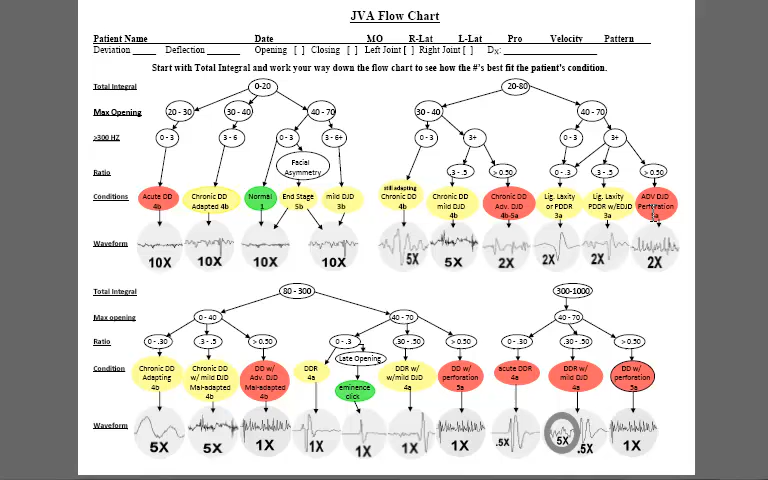 JVA Flow Chart
Patient Name Date MO R-Lat L-Lat Pro Velocity Pattern
Deviation _____ Deflection _______ Opening [ ] Closing [ ] Left Joint [ ] Right Joint [ ] Dx: ____________________
Start with Total Integral and work your way down the flow chart to see how the #'s best fit the patient's condition.
Total Integral 0-20 20-80
Max Opening 20 - 30 30 - 40 40 - 70 30 - 40 40 - 70
>300 HZ 0 - 3 3 - 6 0 - 3 3 - 6+ 0 - 3 3+ 0 - 3 3+
Facial
Asymmetry
Ratio .3 - .5 > 0.50 0 - .3 .3 - .5 > 0.50
still adapting
Conditions Acute DD Chronic DD Normal End Stage mild DJD Chronic DD Chronic DD Chronic DD Lig. Laxity Lig. Laxity ADV DJD
4b Adapted 4b 1 5b 3b 4b mild DJD Adv. DJD or PDDR PDDR w/EDJD Perforation
4b 4b-5a 3a 3a
Waveform
10X 10X 10X 10X 5X 5X 2X 2X 2X 2X
Total Integral 80 - 300 300-1000
Max opening 0 - 40 40 - 70 40 - 70
Ratio 0 - .30 .3 - .5 > 0.50 0 - .3 .30 -.50 > 0.50 0 - .30 .30 -.50 > 0.50
Late Opening
Condition Chronic DD Chronic DD DD w/ DDR DDR w/ DD w/ acute DDR DDR w/ DD w/
Adapting w/ mild DJD Adv. DJD 4a w/mild DJD perforation 4a mild DJD perforation
4b Mal-adapted Mal-adapted eminence 4a 5a 4a 5a
4b 4b click
Waveform
5X 5X 1X 1X 1X 1X 1X .5X 5X .5X 1X